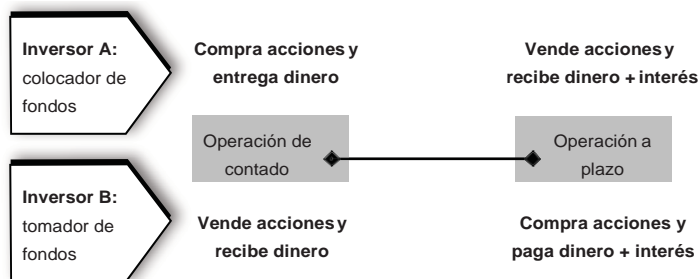 Inversor A:
colocador de
fondos
Compra acciones y
entrega dinero
Vende acciones y
recibe dinero + interés
Operación de
contado
Operación a
plazo
Inversor B:
tomador de
fondos
Vende acciones y
recibe dinero
Compra acciones y
paga dinero + interés